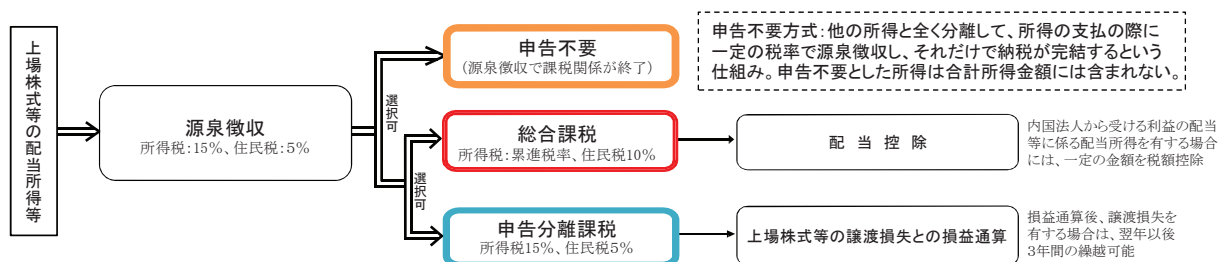 上場株式等の配当所得等
源泉徴収
所得税:15%、住民税:5%
選択可
選択可
申告不要
(源泉徴収で課税関係が終了)
申告不要方式:他の所得と全く分離して、所得の支払の際に
一定の税率で源泉徴収し、それだけで納税が完結するという
仕組み。申告不要とした所得は合計所得金額には含まれない。
総合課税
所得税:累進税率、住民税10%
配当控除
内国法人から受ける利益の配当
等に係る配当所得を有する場合
には、一定の金額を税額控除
申告分離課税
所得税15%、住民税5%
上場株式等の譲渡損失との損益通算
損益通算後、譲渡損失を
有する場合は、翌年以後
3年間の繰越可能